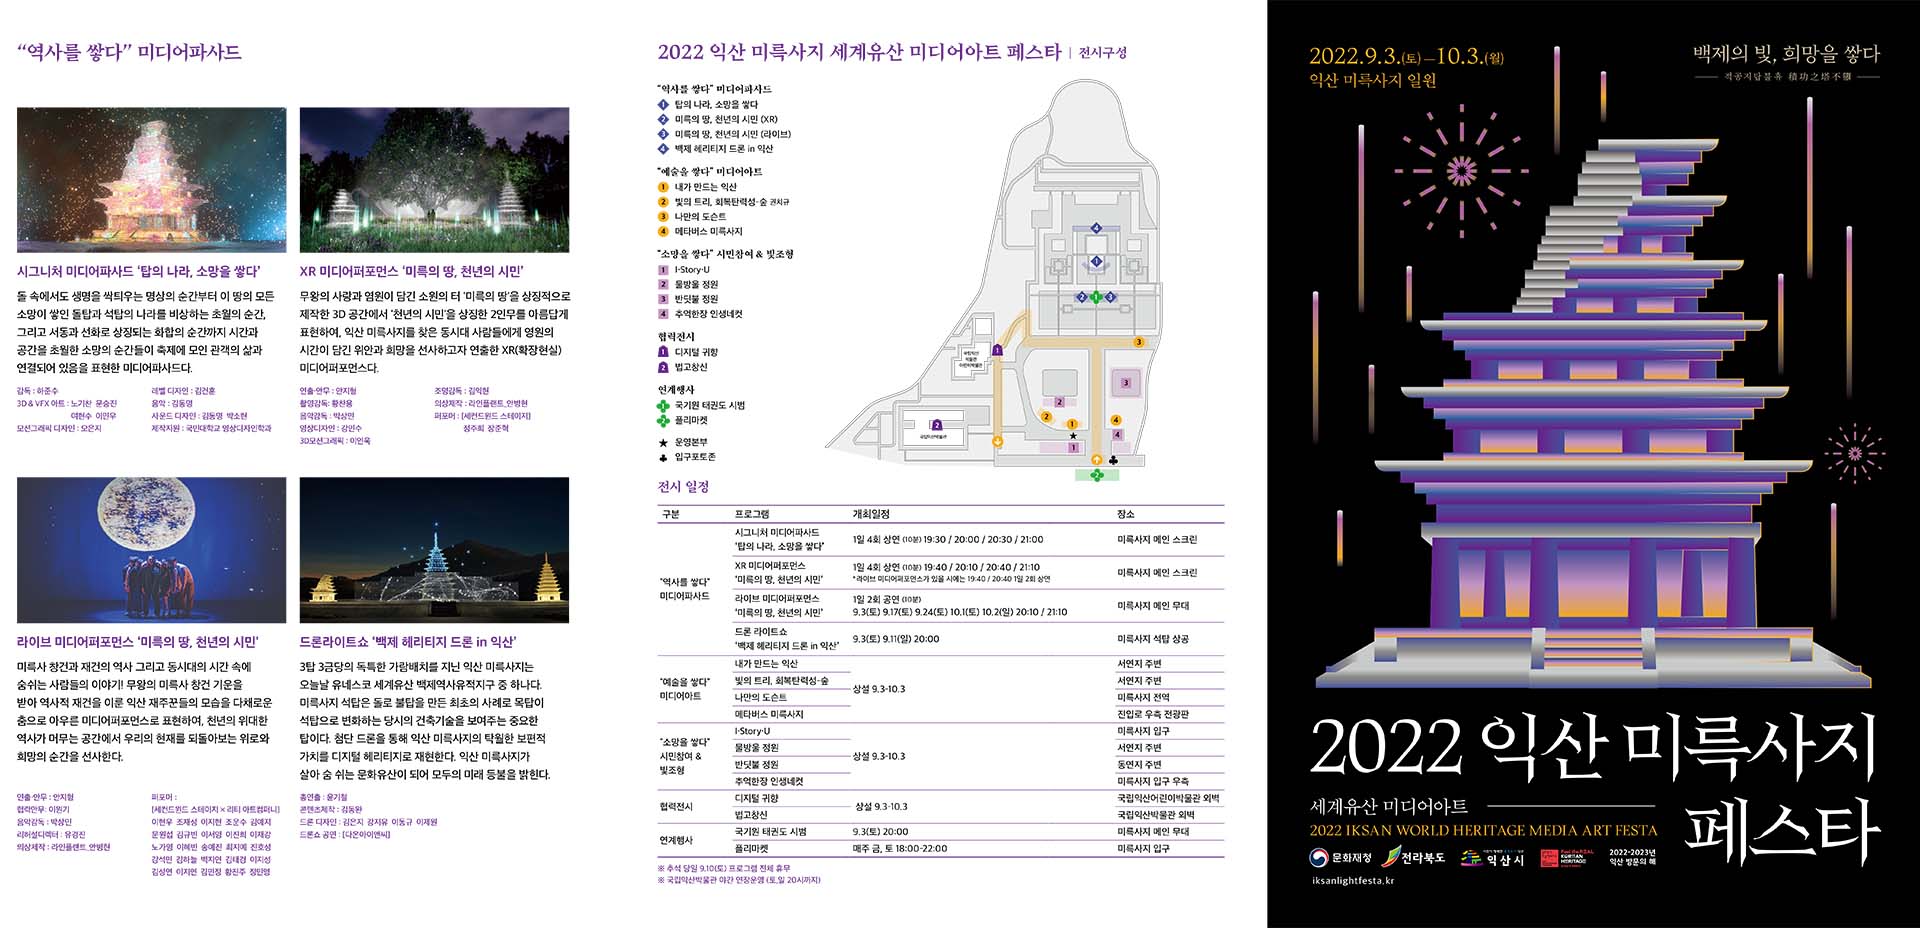 “역사를 쌓다” 미디어파사드
시그니처 미디어파사드 ‘탑의 나라, 소망을 쌓다’
돌 속에서도 생명을 싹틔우는 명상의 순간부터 이 땅의 모든
소망이 쌓인 돌탑과 석탑의 나라를 비상하는 초월의 순간,
그리고 서동과 선화로 상징되는 화합의 순간까지 시간과
공간을 초월한 소망의 순간들이 축제에 모인 관객의 삶과
연결되어 있음을 표현한 미디어파사드다.
감독 : 하준수
3D & VFX 아트 : 노기찬 문승진
여현수 이민우
모션그래픽 디자인 : 모은지
레벨 디자인 : 김건훈
음악 : 김동명
사운드 디자인 : 김동명 박소현
제작지원 : 국민대학교 영상디자인학과
XR 미디어퍼포먼스 ‘미륵의 땅, 천년의 시민’
무왕의 사랑과 염원이 담긴 소원의 터 ‘미륵의 땅’을 상징적으로
제작한 3D 공간에서 ‘천년의 시민’을 상징한 2인무를 아름답게
표현하여, 익산 미륵사지를 찾은 동시대 사람들에게 영원의
시간이 담긴 위안과 희망을 선사하고자 연출한 XR(확장현실)
미디어퍼포먼스다.
연출·안무 : 안지형
촬영감독 : 황찬용
음악감독 : 박상민
영상디자인 : 강민수
3D모션그래픽 : 이인욱
조명감독 : 김익현
의상제작 : 라인플랜트_안병현
퍼포머 : [세컨드윈드 스테이지]
정주희 장준혁
라이브 미디어퍼포먼스 ‘미륵의 땅, 천년의 시민’
미륵사 창건과 재건의 역사 그리고 동시대의 시간 속에
숨쉬는 사람들의 이야기! 무왕의 미륵사 창건 기운을
받아 역사적 재건을 이룬 익산 재주꾼들의 모습을 다채로운
춤으로 아우른 미디어퍼포먼스로 표현하여, 천년의 위대한
역사가 머무는 공간에서 우리의 현재를 되돌아보는 위로와
희망의 순간을 선사한다.
연출·안무 : 안지형
협력안무: 이원기
음악감독 : 박상민
리허설디렉터 : 유경진
의상제작 : 라인플랜트_안병현
퍼포머 :
[세컨드윈드 스테이지 × 리티 아트컴퍼니]
이현우 조재성 이지현 조운수 김예지
문원섭 김규빈 이서영 이진희 이재강
노가영 이혜빈 송예진 최지예 진호성
강석민 김하늘 백지연 김태경 이지성
김성연 이지민 김민정 황진주 정민영
드론라이트쇼 ‘백제 헤리티지 드론 in 익산’
3탑 3금당의 독특한 가람배치를 지닌 익산 미륵사지는
오늘날 유네스코 세계유산 백제역사유적지구 중 하나다.
미륵사지 석탑은 돌로 불탑을 만든 최초의 사례로 목탑이
석탑으로 변화하는 당시의 건축기술을 보여주는 중요한
탑이다. 첨단 드론을 통해 익산 미륵사지의 탁월한 보편적
가치를 디지털 헤리티지로 재현한다. 익산 미륵사지가
살아 숨 쉬는 문화유산이 되어 모두의 미래 등불을 밝힌다.
총연출 : 윤기철
콘텐츠제작 : 김동완
드론 디자인 : 김은지 강지유 이동규 이제원
드론쇼 공연 : [다온아이앤씨]
2022 익산 미륵사지 세계유산 미디어아트 페스타 | 전시구성
“역사를 쌓다” 미디어파사드
1 탑의 나라, 소망을 쌓다
2 미륵의 땅, 천년의 시민 (XR)
3 미륵의 땅, 천년의 시민 (라이브)
4 백제 헤리티지 드론 in 익산
“예술을 쌓다” 미디어아트
1 내가 만드는 익산
2 빛의 트리, 회복탄력성-숲 권치규
3 나만의 도슨트
4 메타버스 미륵사지
“소망을 쌓다” 시민참여 & 빛조형
1 I-Story-U
2 물방울 정원
3 반딧불 정원
4 추억한장 인생네컷
협력전시
1 디지털 귀향
2 법고창신
연계행사
1 국기원 태권도 시범
2 플리마켓
★ 운영본부
♣ 입구포토존
국립익산
박물관
어린이박물관
국립익산박물관
전시 일정
구분 프로그램 개최일정 장소
“역사를 쌓다”
미디어파사드
시그니처 미디어파사드
‘탑의 나라, 소망을 쌓다’
1일 4회 상연 (10분) 19:30 / 20:00 / 20:30 / 21:00
미륵사지 메인 스크린
XR 미디어퍼포먼스
‘미륵의 땅, 천년의 시민’
1일 4회 상연 (10분) 19:40 / 20:10 / 20:40 / 21:10
*라이브 미디어퍼포먼스가 있을 시에는 19:40 / 20:40 1일 2회 상연
미륵사지 메인 스크린
라이브 미디어퍼포먼스
‘미륵의 땅, 천년의 시민’
1일 2회 공연 (10분)
9.3(토) 9.17(토) 9.24(토) 10.1(토) 10.2(일) 20:10 / 21:10
미륵사지 메인 무대
드론 라이트쇼
‘백제 헤리티지 드론 in 익산’
9.3(토) 9.11(일) 20:00
미륵사지 석탑 상공
“예술을 쌓다”
미디어아트
내가 만드는 익산
빛의 트리, 회복탄력성-숲
나만의 도슨트
메타버스 미륵사지
상설 9.3-10.3
서연지 주변
서연지 주변
미륵사지 전역
진입로 우측 전광판
“소망을 쌓다”
시민참여 &
빛조형
I-Story-U
물방울 정원
반딧불 정원
추억한장 인생네컷
상설 9.3-10.3
미륵사지 입구
서연지 주변
동연지 주변
미륵사지 입구 우측
협력전시
디지털 귀향
법고창신
상설 9.3-10.3
국립익산어린이박물관 외벽
국립익산박물관 외벽
연계행사
국기원 태권도 시범 9.3(토) 20:00 미륵사지 메인 무대
플리마켓 매주 금, 토 18:00-22:00 미륵사지 입구
※ 추석 당일 9.10(토) 프로그램 전체 휴무
※ 국립익산박물관 야간 연장운영 (토,일 20시까지)
2022.9.3.(토) – 10.3.(월)
익산 미륵사지 일원
백제의 빛, 희망을 쌓다
적공지탑불휴 積功之塔不隳
2022 익산 미륵사지
페스타
세계유산 미디어아트
2022 IKSAN WORLD HERITAGE MEDIA ART FESTA
문화재청
전라북도
익산시
Feel the REAL
KOREAN
HERITAGE
2022·2023년
익산 방문의 해
iksanlightfesta.kr